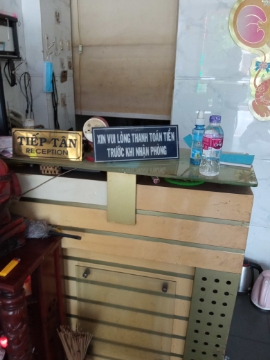 TIẾP TÂN
RECEPTION
XIN VUI LÒNG THANH TOÁN TIỀN
TRƯỚC KHI NHẬN PHÒNG